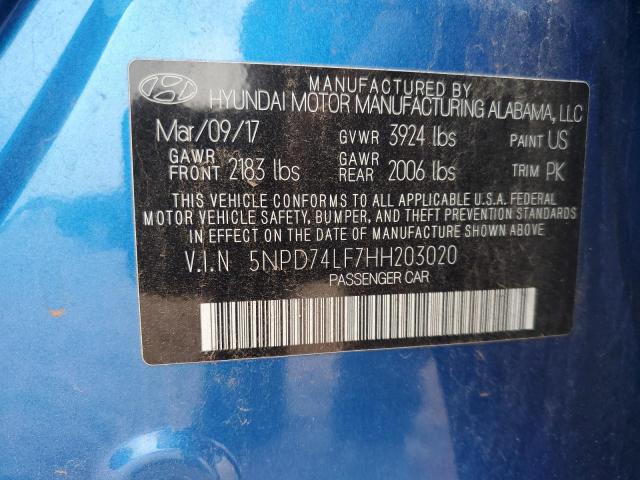 MANUFACTURED BY
HYUNDAI MOTOR MANUFACTURING ALABAMA, LLC
Mar/09/17 GVWR 3924 lbs PAINT US
GAWR FRONT 2183 lbs GAWR REAR 2006 lbs TRIM PK
THIS VEHICLE CONFORMS TO ALL APPLICABLE U.S.A. FEDERAL
MOTOR VEHICLE SAFETY, BUMPER, AND THEFT PREVENTION STANDARDS
IN EFFECT ON THE DATE OF MANUFACTURE SHOWN ABOVE.
V.I.N 5NPD74LF7HH203020
PASSENGER CAR